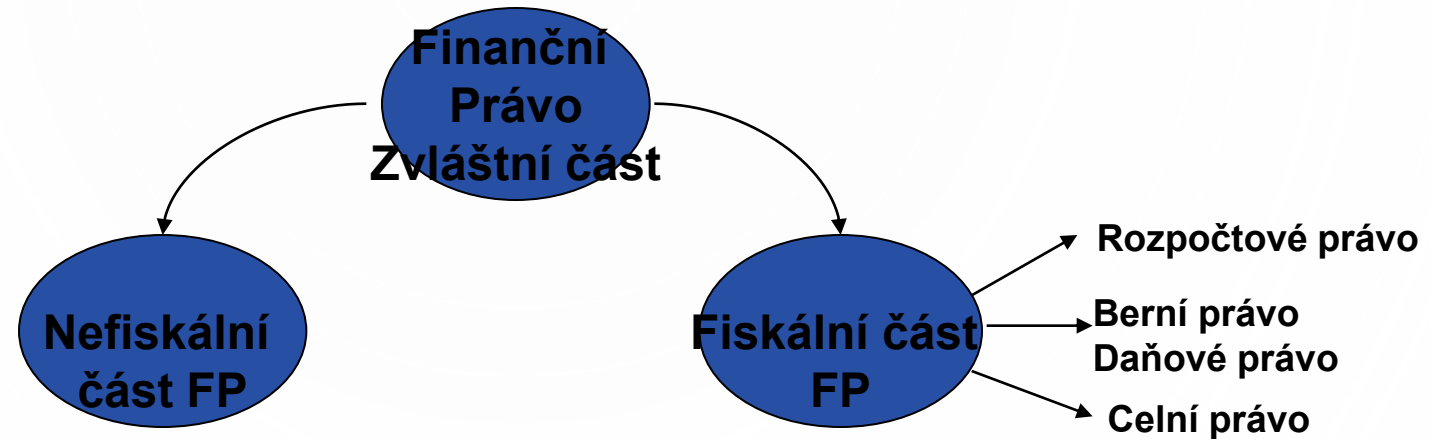 Finanční
Právo
Zvláštní část
Nefiskální
část FP
Fiskální část
FP
Rozpočtové právo
Berní právo
Daňové právo
Celní právo